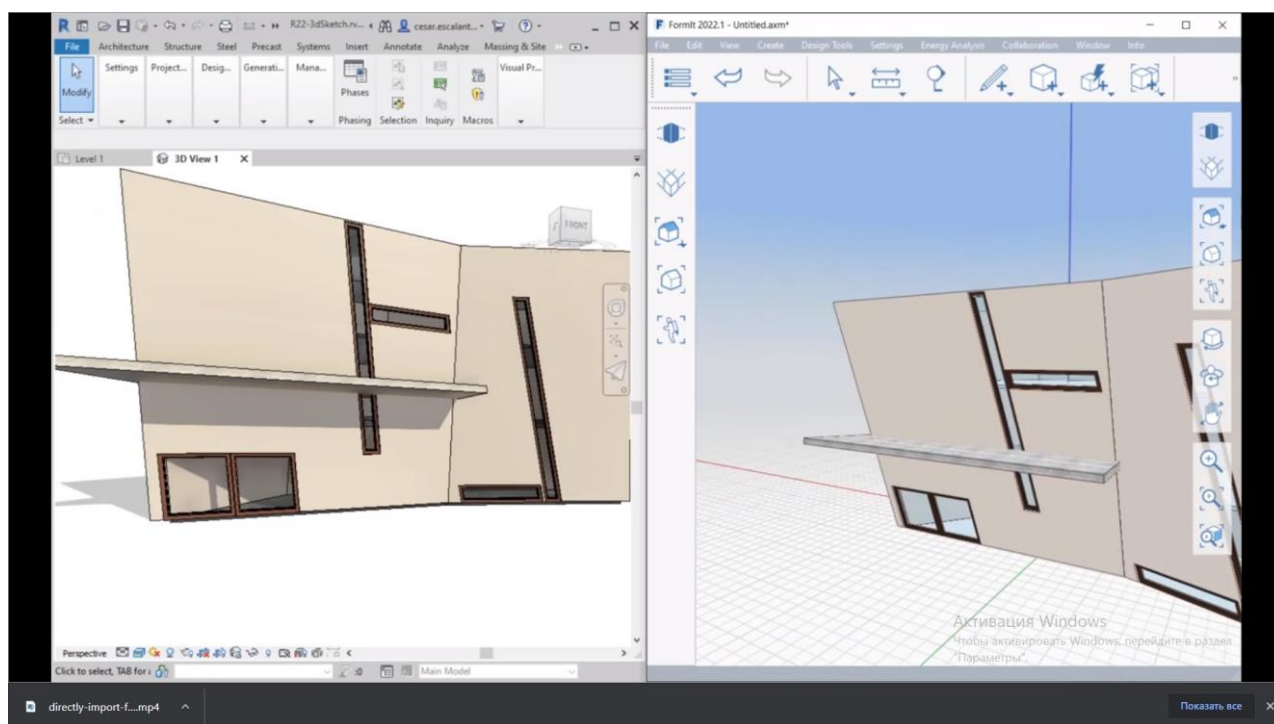 R22-3dSketch.rv...
cesar.escalant...
File Architecture Structure Steel Precast Systems Insert Annotate Analyze Massing & Site
Modify
Settings Project... Desig... Generati... Mana... Phases Visual Pr...
Select Phasing Selection Inquiry Macros
Level 1 3D View 1 X
FRONT
Perspective
Click to select, TAB for a :0 Main Model
FormIt 2022.1 - Untitled.axm*
File Edit View Create Design Tools Settings Energy Analysis Collaboration Window Info
Активация Windows
Чтобы активировать Windows, перейдите в раздел
"Параметры".
directly-import-f....mp4
Показать все